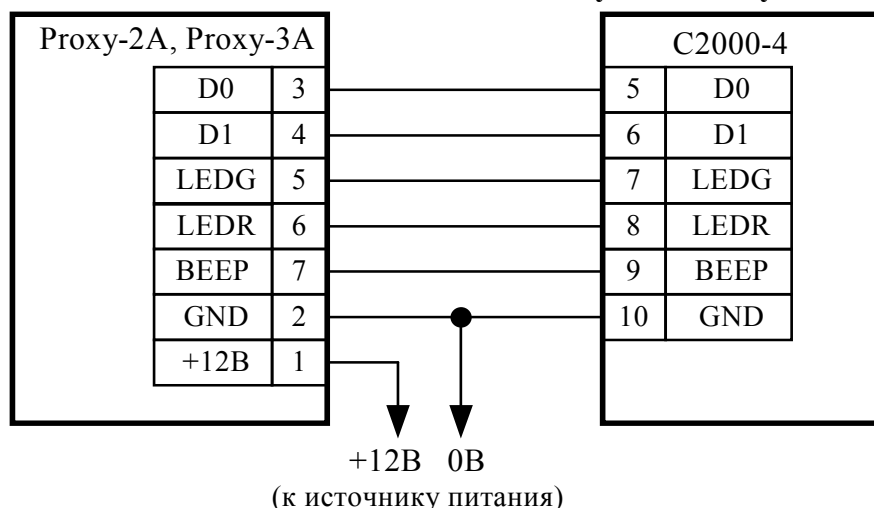 Proxy-2A, Proxy-3A
D0 3
D1 4
LEDG 5
LEDR 6
BEEP 7
GND 2
+12В 1
С2000-4
5 D0
6 D1
7 LEDG
8 LEDR
9 BEEP
10 GND
+12В 0В
(к источнику питания)